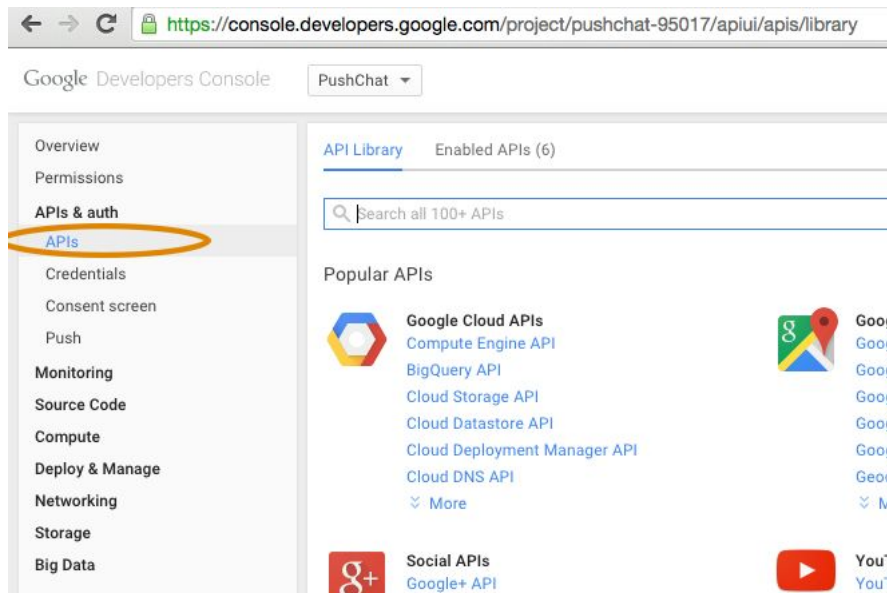 https://console.developers.google.com/project/pushchat-95017/apiui/apis/library
Google Developers Console
PushChat
Overview
Permissions
APIs & auth
APIs
Credentials
Consent screen
Push
Monitoring
Source Code
Compute
Deploy & Manage
Networking
Storage
Big Data
API Library
Enabled APIs (6)
Search all 100+ APIs
Popular APIs
Google Cloud APIs
Compute Engine API
BigQuery API
Cloud Storage API
Cloud Datastore API
Cloud Deployment Manager API
Cloud DNS API
More
Social APIs
Google+ API